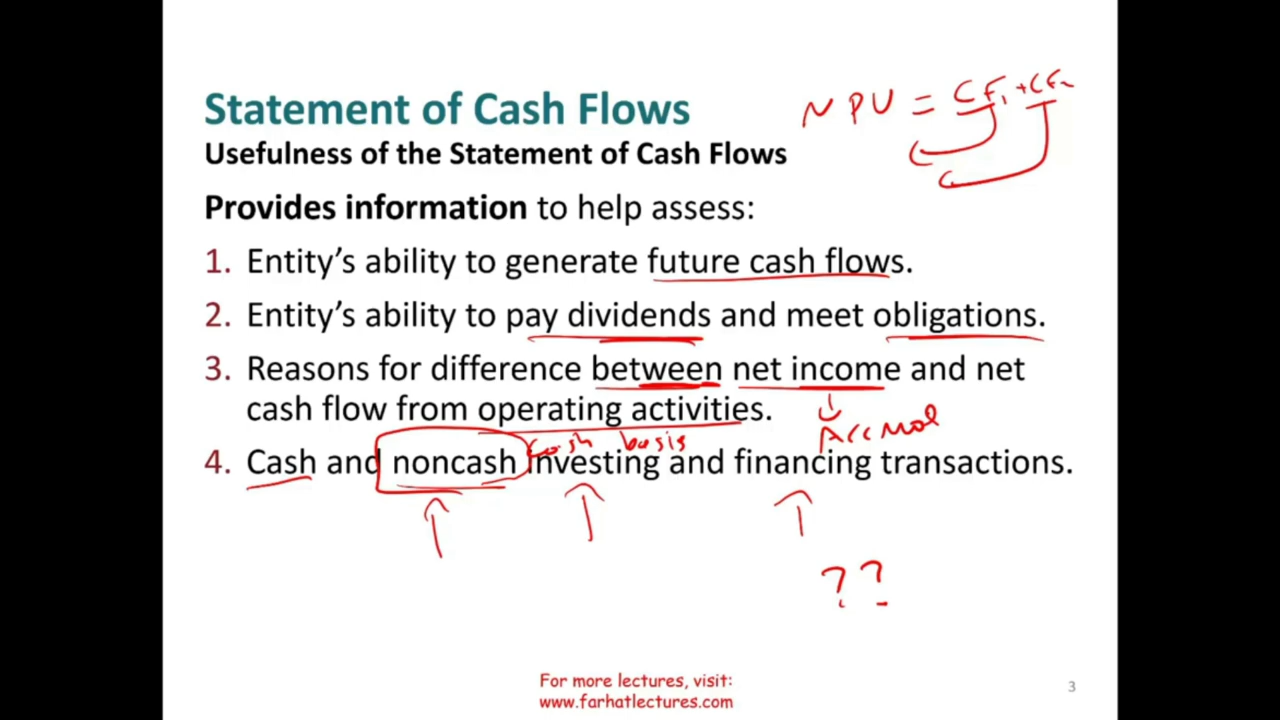 Statement of Cash Flows
NPV = CF1 + CF2
Usefulness of the Statement of Cash Flows
Provides information to help assess:
1. Entity’s ability to generate future cash flows.
2. Entity’s ability to pay dividends and meet obligations.
3. Reasons for difference between net income and net
cash flow from operating activities.
Accrual
cash basis
4. Cash and noncash investing and financing transactions.
??
For more lectures, visit:
www.farhatlectures.com
3